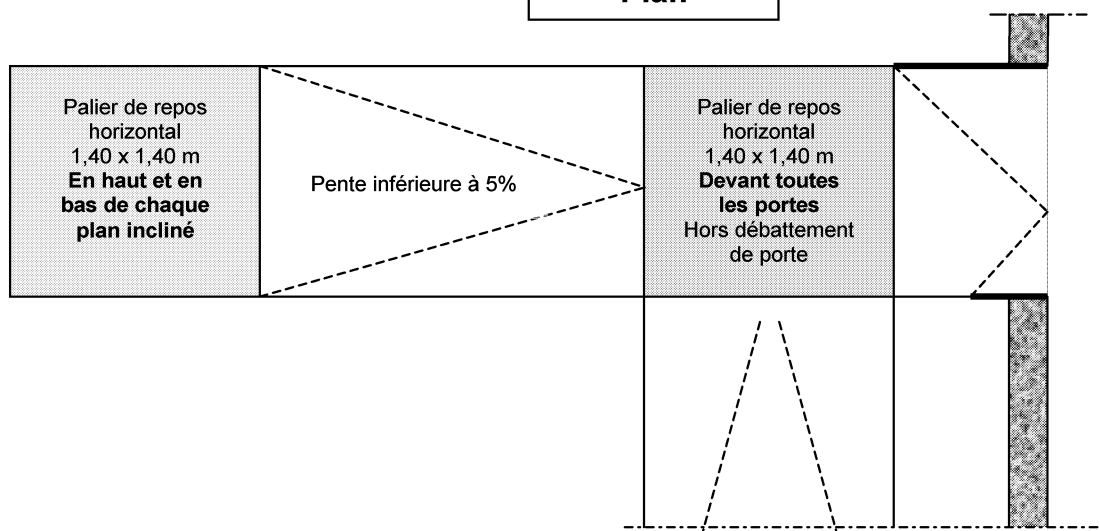 Plan
Palier de repos
horizontal
1,40 x 1,40 m
En haut et en
bas de chaque
plan incliné
Pente inférieure à 5%
Palier de repos
horizontal
1,40 x 1,40 m
Devant toutes
les portes
Hors débattement
de porte